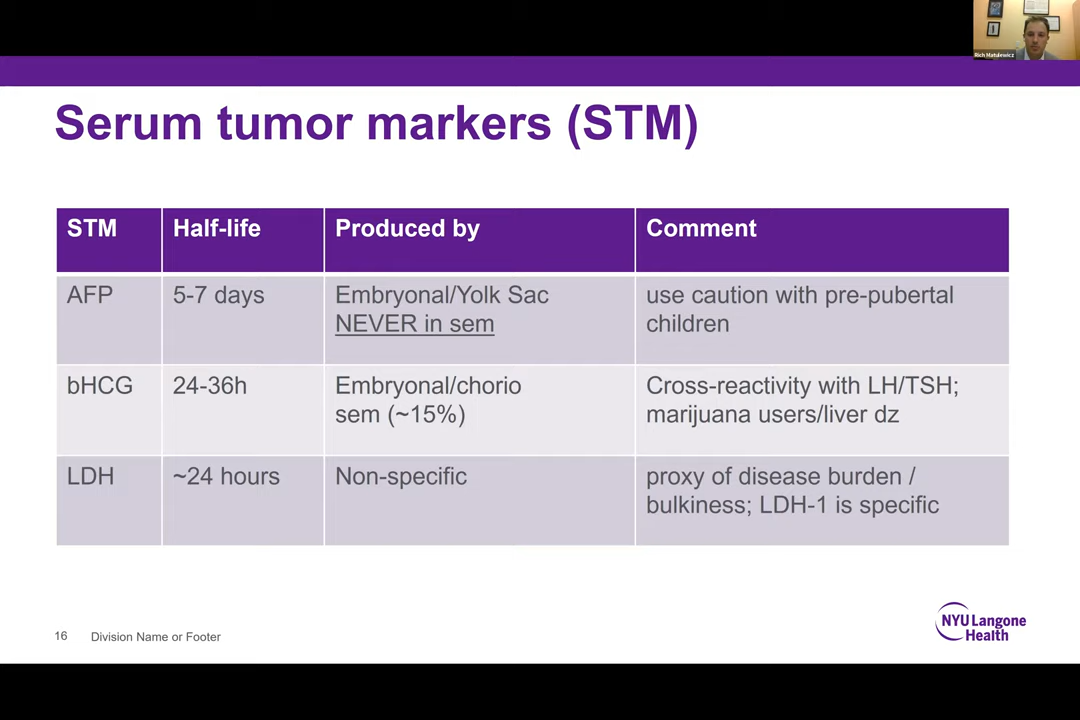 Rich Matulewicz
Serum tumor markers (STM)
STM Half-life Produced by Comment
AFP 5-7 days Embryonal/Yolk Sac use caution with pre-pubertal
NEVER in sem children
bHCG 24-36h Embryonal/chorio Cross-reactivity with LH/TSH;
sem (~15%) marijuana users/liver dz
LDH ~24 hours Non-specific proxy of disease burden /
bulkiness; LDH-1 is specific
NYU Langone
Health
16 Division Name or Footer